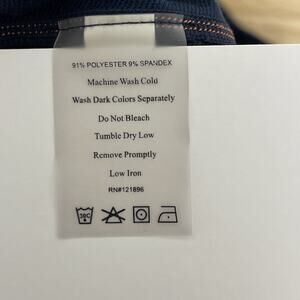 91% POLYESTER 9% SPANDEX
Machine Wash Cold
Wash Dark Colors Separately
Do Not Bleach
Tumble Dry Low
Remove Promptly
Low Iron
RN#121896
30C